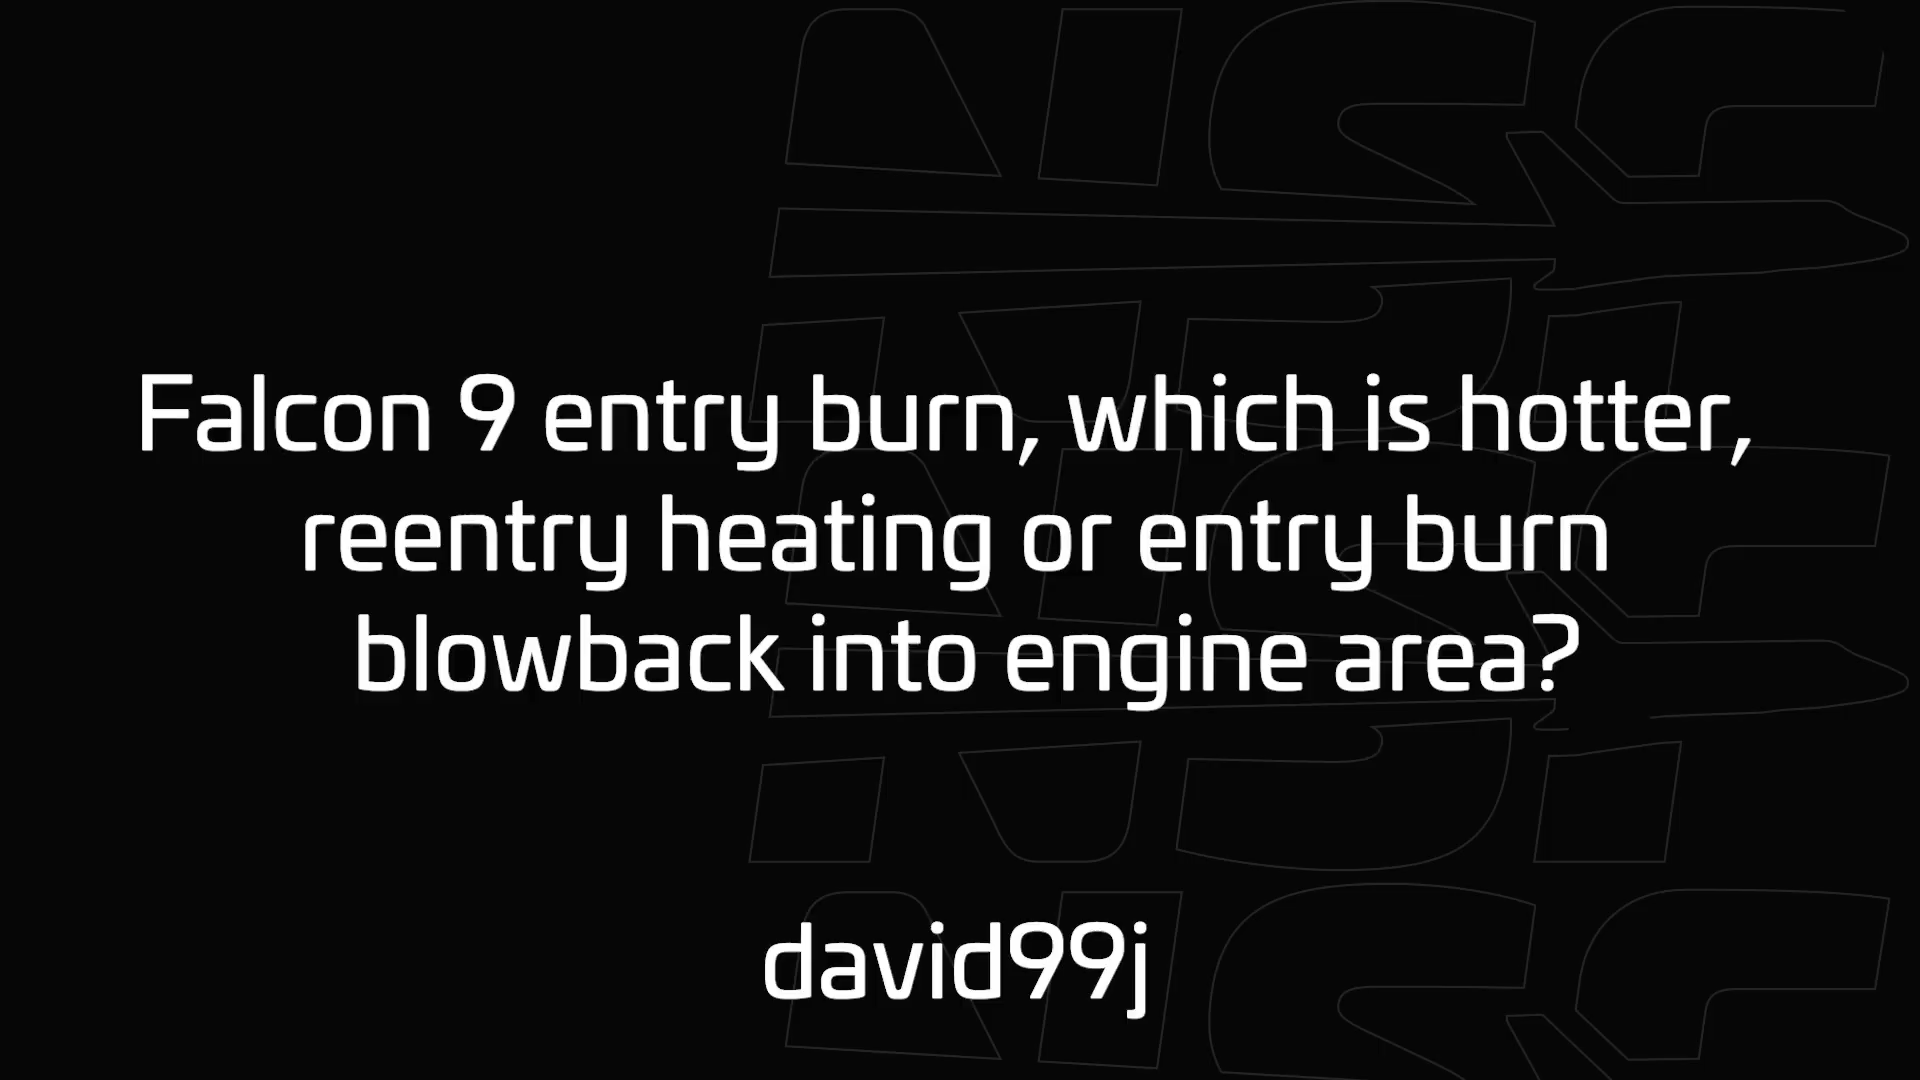 Falcon 9 entry burn, which is hotter,
reentry heating or entry burn
blowback into engine area?
david99j